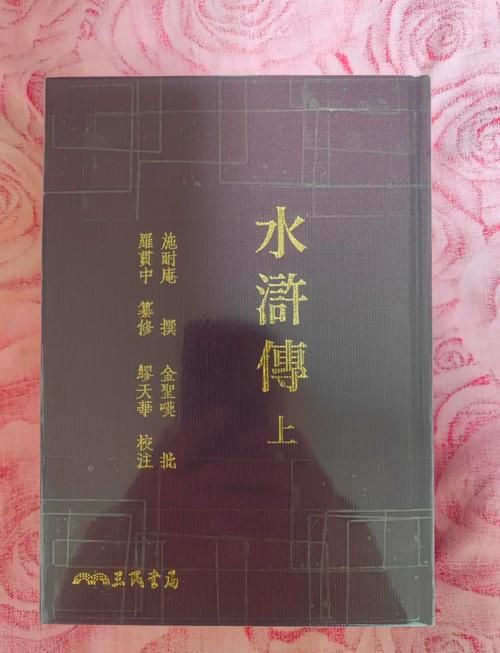 水滸傳 上
施耐庵 撰 金聖嘆 批
羅貫中 纂修 繆天華 校注
三民書局